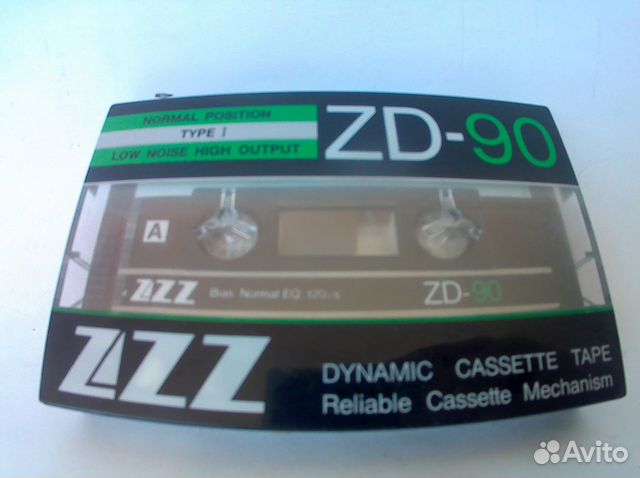 NORMAL POSITION
TYPE I
LOW NOISE HIGH OUTPUT
ZD-90
A
ZZZ
Bias Normal EQ 120µs
ZD-90
ZZZ
DYNAMIC CASSETTE TAPE
Reliable Cassette Mechanism
Avito